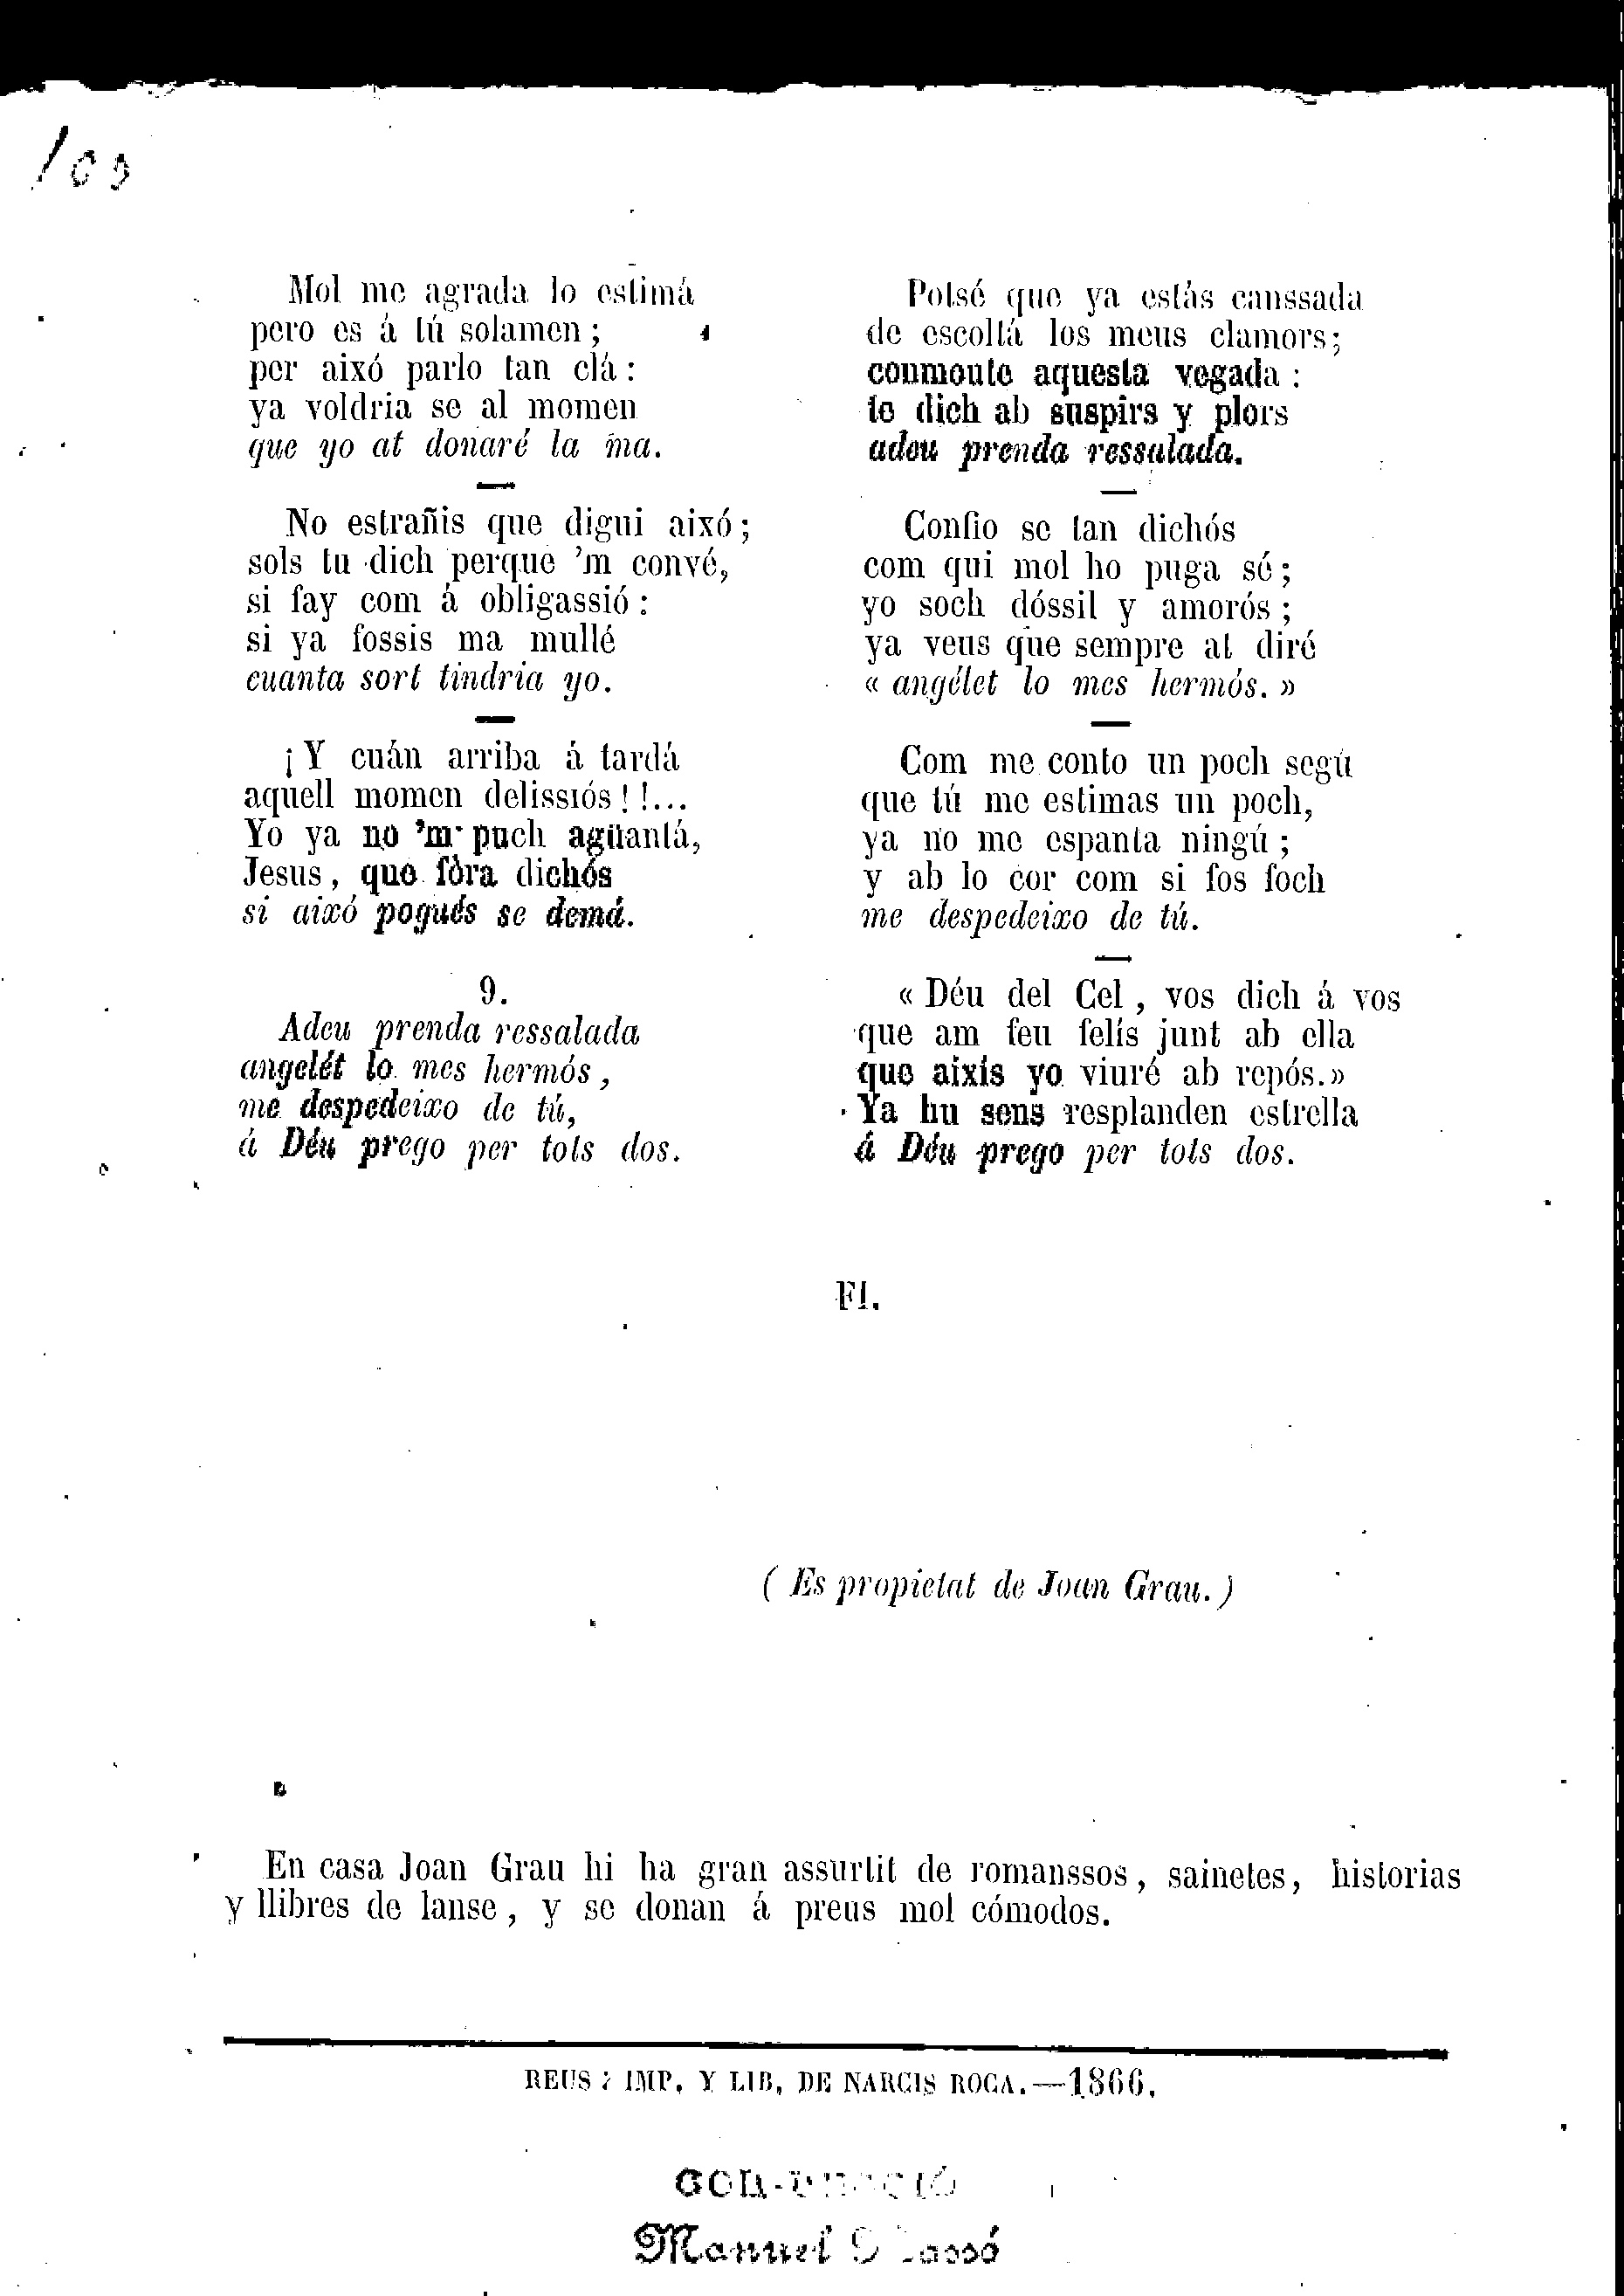 Mol me agrada lo estimá
pero es á tú solamen;
per aixó parlo tan clá:
ya voldria se al momen
que yo at donaré la ma.
No estrañis que digui aixó;
sols tu dich perque 'm convé,
si fay com á obligassió:
si ya fossis ma mullé
cuanta sort tindria yo.
¡Y cuán arriba á tardá
aquell momen delissiós!!...
Yo ya no 'm puch agüantá,
Jesus, que fòra dichós
si aixó pogués se demá.
9.
Adeu prenda ressalada
angelét lo mes hermós,
me despedeixo de tú,
á Déu prego per tots dos.
Potsé que ya estás canssada
de escoltá los meus clamors;
conmoute aquesta vegada:
te dich ab suspirs y plors
adeu prenda ressalada.
Confio se tan dichós
com qui mol ho puga sé;
yo soch dóssil y amorós;
ya veus que sempre at diré
« angélet lo mes hermós. »
Com me conto un poch segú
que tú me estimas un poch,
ya no me espanta ningú;
y ab lo cor com si fos foch
me despedeixo de tú.
« Déu del Cel, vos dich á vos
que am feu felís junt ab ella
que aixís yo viuré ab repós.»
Ya hu sens resplanden estrella
á Déu prego per tots dos.
FI.
( Es propietat de Joan Grau. )
En casa Joan Grau hi ha gran assurtit de romanssos, sainetes, historias
y llibres de lanse, y se donan á preus mol cómodos.
REUS: IMP. Y LIB. DE NARCIS ROCA.—1866.
Manuel